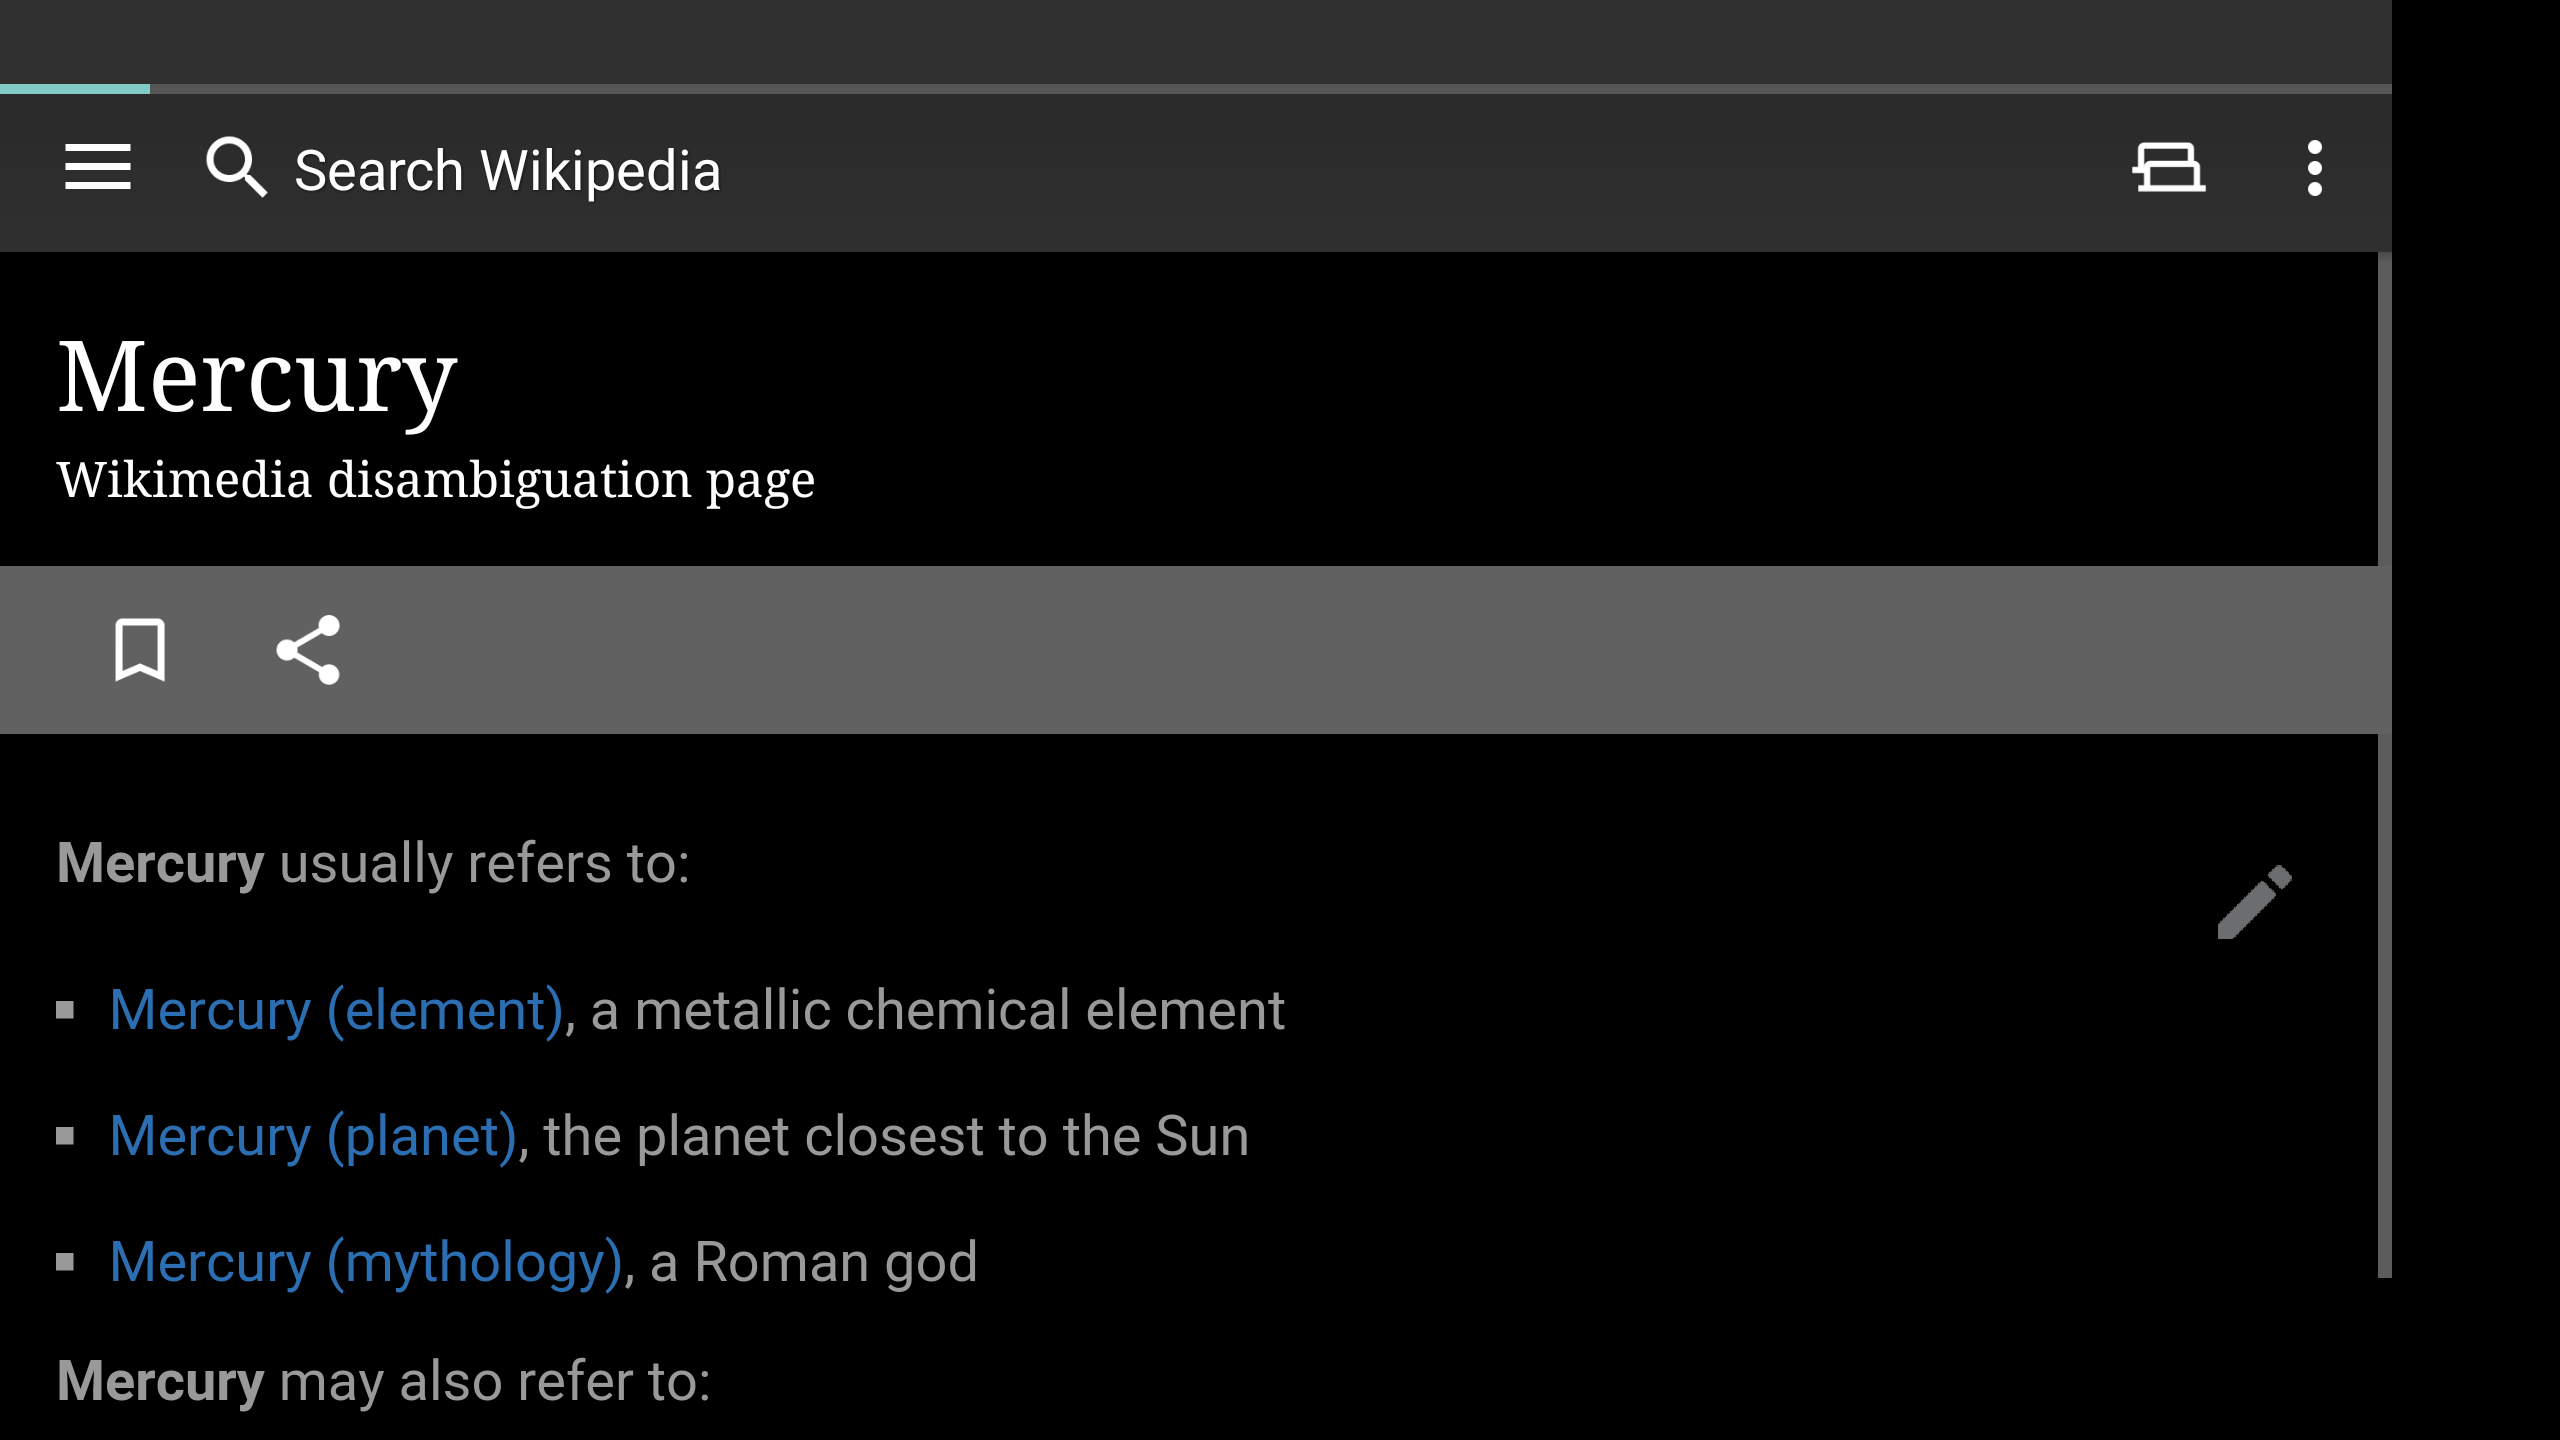 Search Wikipedia
Mercury
Wikimedia disambiguation page
Mercury usually refers to:
▪ Mercury (element), a metallic chemical element
▪ Mercury (planet), the planet closest to the Sun
▪ Mercury (mythology), a Roman god
Mercury may also refer to: